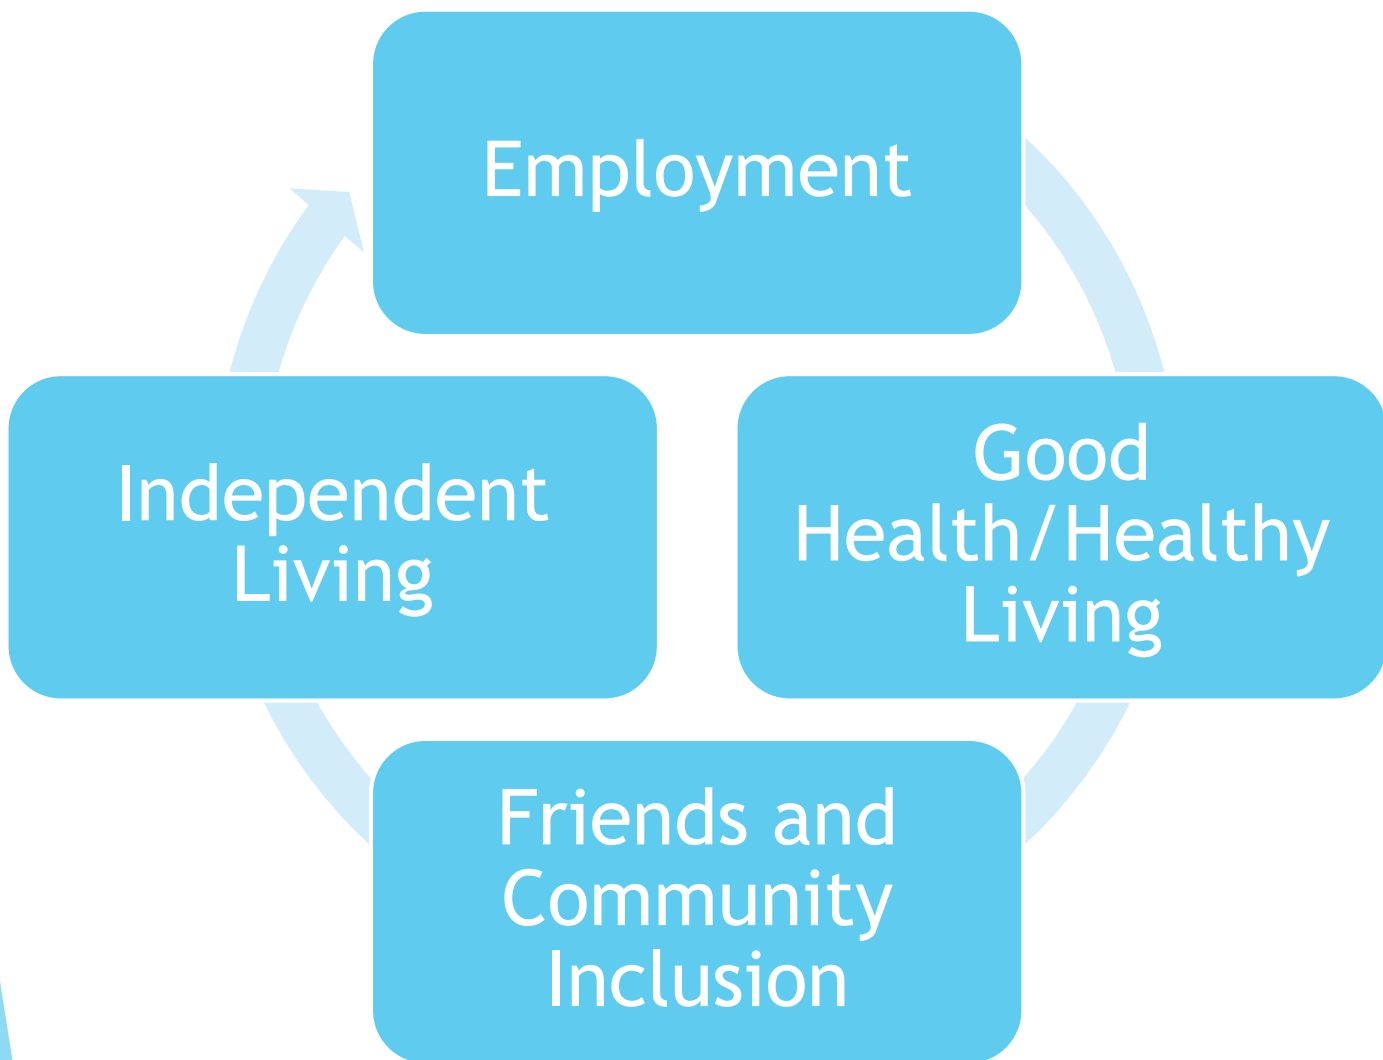 Employment
Independent
Living
Good
Health/Healthy
Living
Friends and
Community
Inclusion